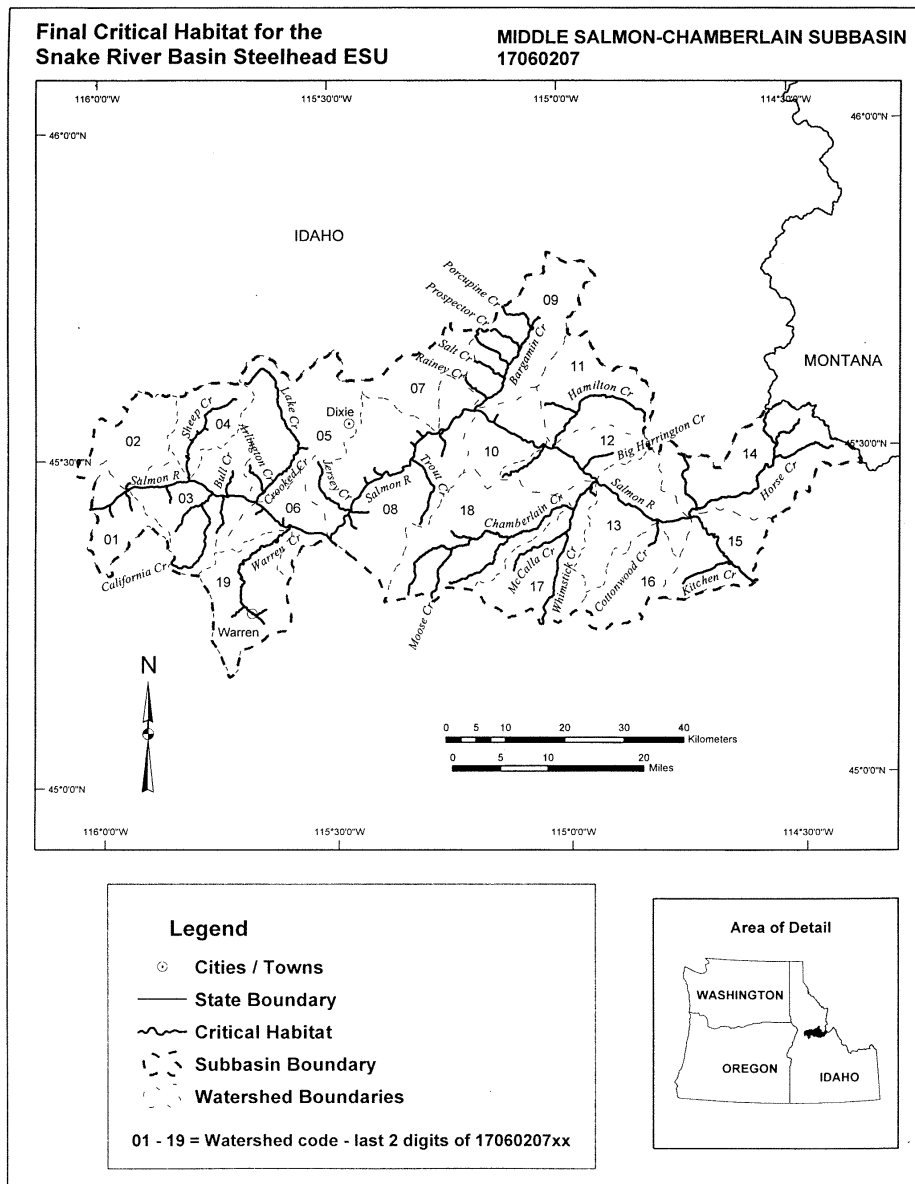 Final Critical Habitat for the
Snake River Basin Steelhead ESU
MIDDLE SALMON-CHAMBERLAIN SUBBASIN
17060207
116°0'0"W
115°30'0"W
115°0'0"W
114°30'0"W
46°0'0"N
46°0'0"N
IDAHO
MONTANA
Porcupine Cr
09
Prospector Cr
Salt Cr
Rainey Cr
Bargamin Cr
11
07
Hamilton Cr
Lake Cr
Dixie
05
Sheep Cr
04
02
Arlington Cr
Bull Cr
Crooked Cr
12
Big Harrington Cr
10
14
45°30'0"N
45°30'0"N
Horse Cr
Salmon R
03
Jersey Cr
Salmon R
Trout Cr
08
18
Salmon R
06
Chamberlain Cr
13
01
15
California Cr
19
Warren Cr
McCalla Cr
17
Whimstick Cr
Cottonwood Cr
16
Kitchen Cr
Moose Cr
Warren
N
0 5 10 20 30 40
Kilometers
0 5 10 20
Miles
45°0'0"N
45°0'0"N
116°0'0"W
115°30'0"W
115°0'0"W
114°30'0"W
Legend
Cities / Towns
State Boundary
Critical Habitat
Subbasin Boundary
Watershed Boundaries
01 - 19 = Watershed code - last 2 digits of 17060207xx
Area of Detail
WASHINGTON
OREGON
IDAHO